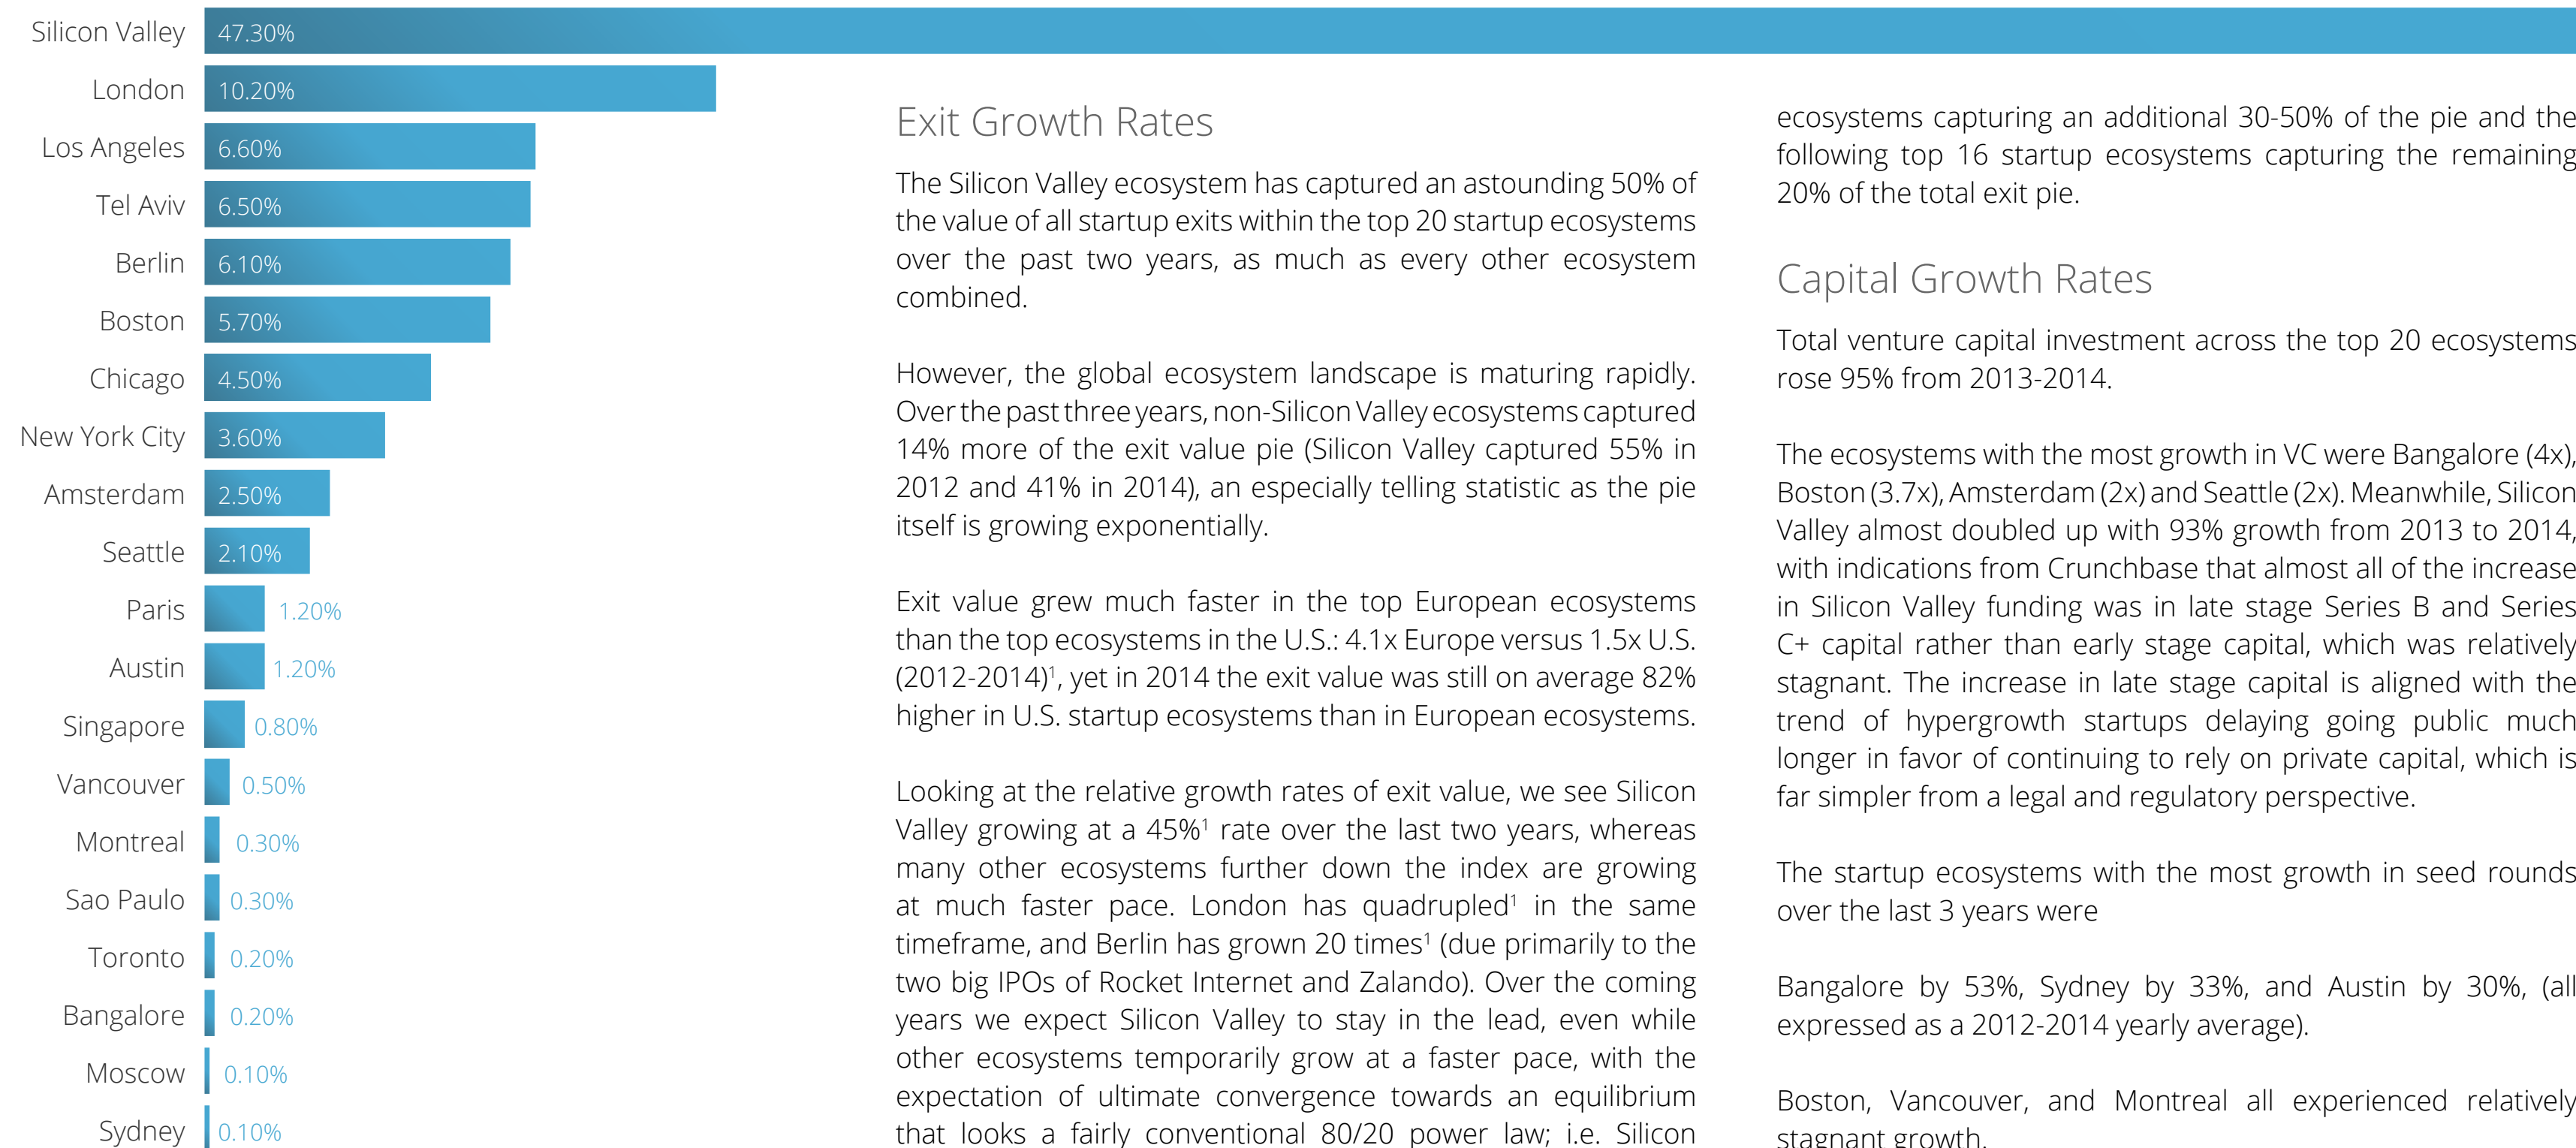 Silicon Valley 47.30%
London 10.20%
Los Angeles 6.60%
Tel Aviv 6.50%
Berlin 6.10%
Boston 5.70%
Chicago 4.50%
New York City 3.60%
Amsterdam 2.50%
Seattle 2.10%
Paris 1.20%
Austin 1.20%
Singapore 0.80%
Vancouver 0.50%
Montreal 0.30%
Sao Paulo 0.30%
Toronto 0.20%
Bangalore 0.20%
Moscow 0.10%
Sydney 0.10%
Exit Growth Rates
The Silicon Valley ecosystem has captured an astounding 50% of
the value of all startup exits within the top 20 startup ecosystems
over the past two years, as much as every other ecosystem
combined.
However, the global ecosystem landscape is maturing rapidly.
Over the past three years, non-Silicon Valley ecosystems captured
14% more of the exit value pie (Silicon Valley captured 55% in
2012 and 41% in 2014), an especially telling statistic as the pie
itself is growing exponentially.
Exit value grew much faster in the top European ecosystems
than the top ecosystems in the U.S.: 4.1x Europe versus 1.5x U.S.
(2012-2014)¹, yet in 2014 the exit value was still on average 82%
higher in U.S. startup ecosystems than in European ecosystems.
Looking at the relative growth rates of exit value, we see Silicon
Valley growing at a 45%¹ rate over the last two years, whereas
many other ecosystems further down the index are growing
at much faster pace. London has quadrupled¹ in the same
timeframe, and Berlin has grown 20 times¹ (due primarily to the
two big IPOs of Rocket Internet and Zalando). Over the coming
years we expect Silicon Valley to stay in the lead, even while
other ecosystems temporarily grow at a faster pace, with the
expectation of ultimate convergence towards an equilibrium
that looks a fairly conventional 80/20 power law; i.e. Silicon
ecosystems capturing an additional 30-50% of the pie and the
following top 16 startup ecosystems capturing the remaining
20% of the total exit pie.
Capital Growth Rates
Total venture capital investment across the top 20 ecosystems
rose 95% from 2013-2014.
The ecosystems with the most growth in VC were Bangalore (4x),
Boston (3.7x), Amsterdam (2x) and Seattle (2x). Meanwhile, Silicon
Valley almost doubled up with 93% growth from 2013 to 2014,
with indications from Crunchbase that almost all of the increase
in Silicon Valley funding was in late stage Series B and Series
C+ capital rather than early stage capital, which was relatively
stagnant. The increase in late stage capital is aligned with the
trend of hypergrowth startups delaying going public much
longer in favor of continuing to rely on private capital, which is
far simpler from a legal and regulatory perspective.
The startup ecosystems with the most growth in seed rounds
over the last 3 years were
Bangalore by 53%, Sydney by 33%, and Austin by 30%, (all
expressed as a 2012-2014 yearly average).
Boston, Vancouver, and Montreal all experienced relatively
stagnant growth.